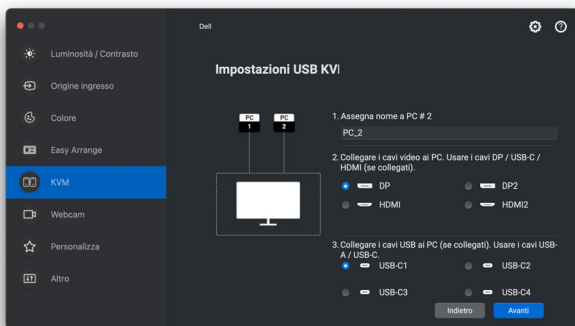 Dell
Luminosità / Contrasto
Origine ingresso
Colore
Easy Arrange
KVM
Webcam
Personalizza
Altro
Impostazioni USB KVM
PC
1
PC
2
1. Assegna nome a PC # 2
PC_2
2. Collegare i cavi video ai PC. Usare i cavi DP / USB-C /
HDMI (se collegati).
DP
DP2
HDMI
HDMI2
3. Collegare i cavi USB ai PC (se collegati). Usare i cavi USB-
A / USB-C.
USB-C1
USB-C2
USB-C3
USB-C4
Indietro
Avanti